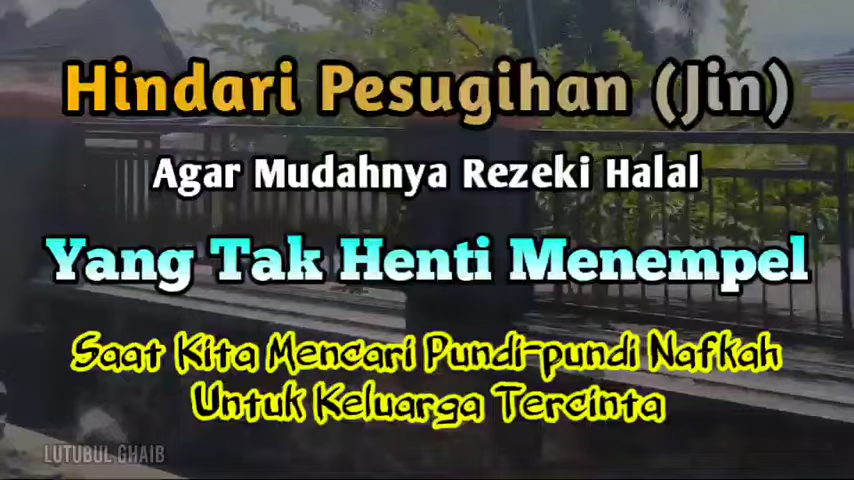 Hindari Pesugihan (Jin)
Agar Mudahnya Rezeki Halal
Yang Tak Henti Menempel
Saat Kita Mencari Pundi-pundi Nafkah
Untuk Keluarga Tercinta
LUTUBUL GHAIB